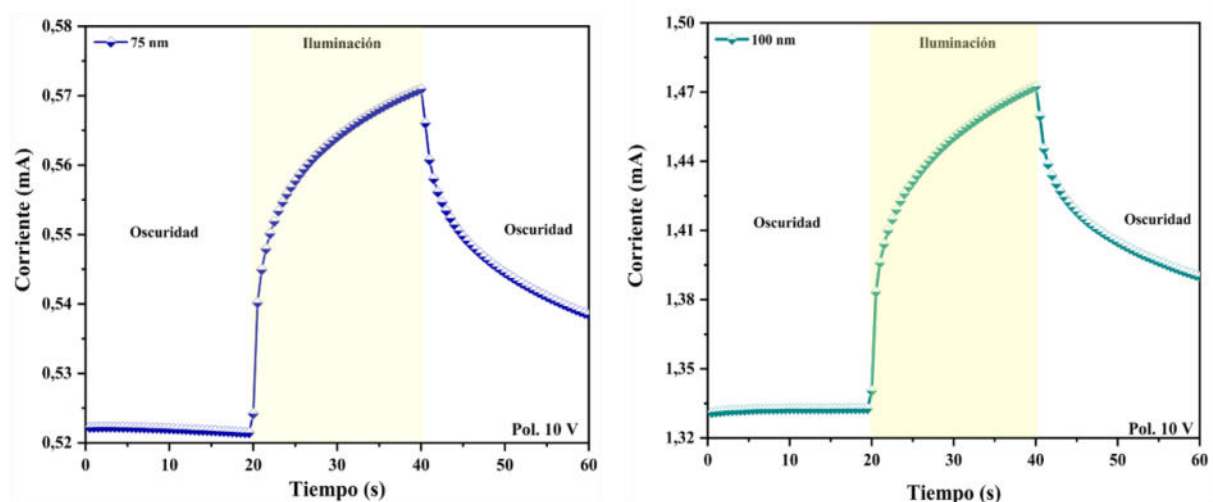 0,58
0,57
0,56
0,55
0,54
0,53
0,52
Corriente (mA)
75 nm
Iluminación
Oscuridad
Oscuridad
Pol. 10 V
0 10 20 30 40 50 60
Tiempo (s)
1,50
1,47
1,44
1,41
1,38
1,35
1,32
Corriente (mA)
100 nm
Iluminación
Oscuridad
Oscuridad
Pol. 10 V
0 10 20 30 40 50 60
Tiempo (s)